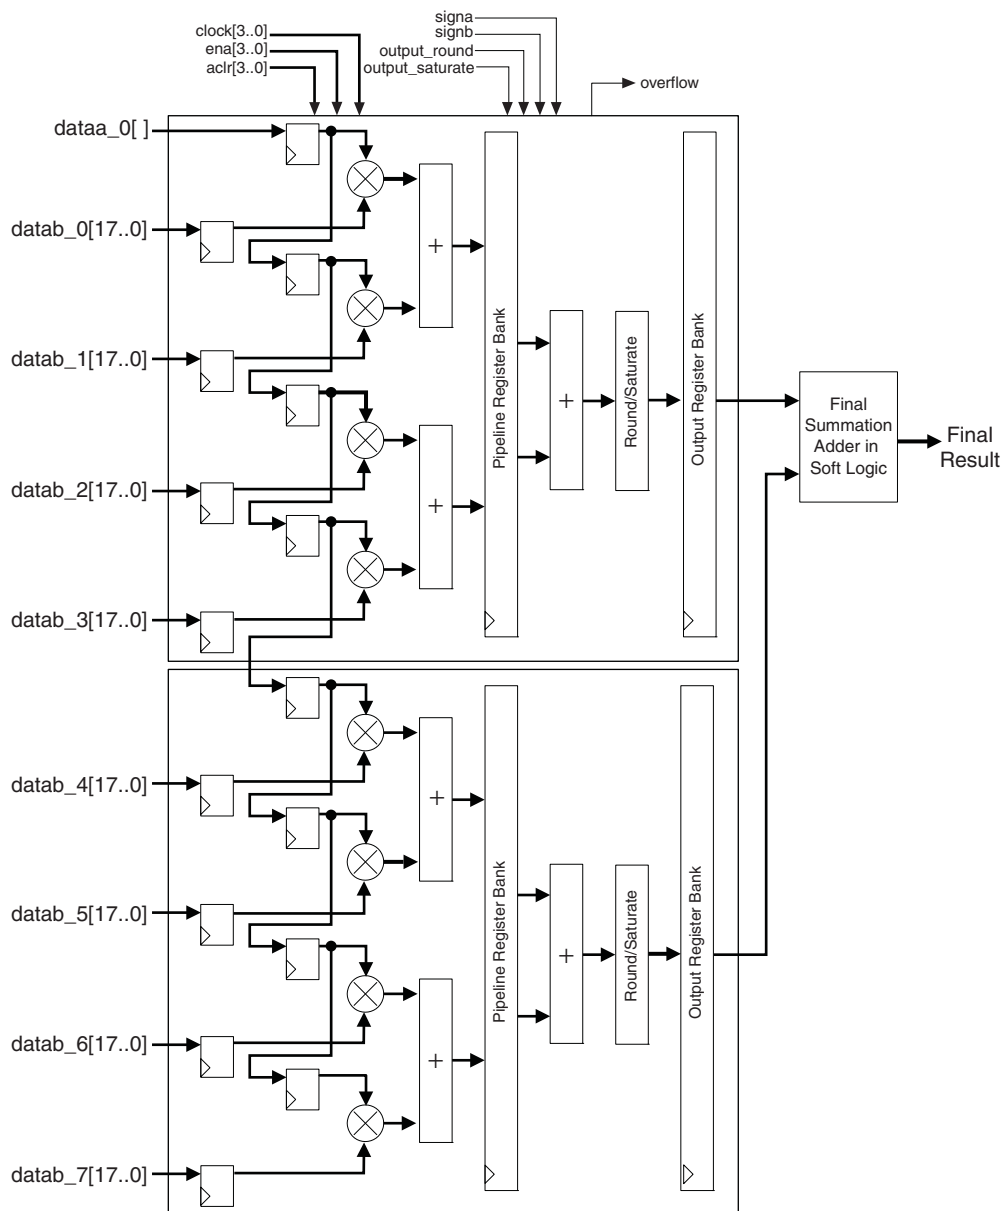 clock[3..0]
ena[3..0]
aclr[3..0]
signa
signb
output_round
output_saturate
overflow
dataa_0[ ]
datab_0[17..0]
datab_1[17..0]
datab_2[17..0]
datab_3[17..0]
+
+
Pipeline Register Bank
+
Round/Saturate
Output Register Bank
Final
Summation
Adder in
Soft Logic
Final
Result
datab_4[17..0]
datab_5[17..0]
datab_6[17..0]
datab_7[17..0]
+
+
Pipeline Register Bank
+
Round/Saturate
Output Register Bank